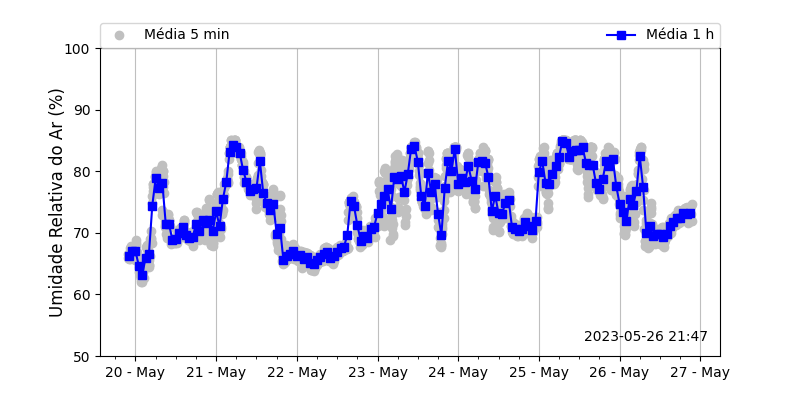 Média 5 min
Média 1 h
Umidade Relativa do Ar (%)
100
90
80
70
60
50
2023-05-26 21:47
20 - May
21 - May
22 - May
23 - May
24 - May
25 - May
26 - May
27 - May